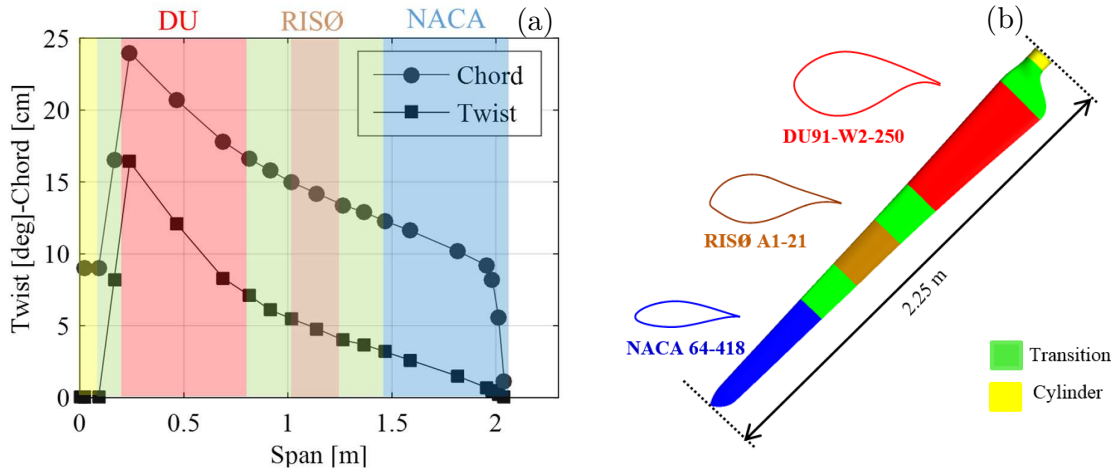 DU
RISØ
NACA
(a)
Chord
Twist
25
20
15
10
5
0
Twist [deg]-Chord [cm]
0
0.5
1
1.5
2
Span [m]
(b)
DU91-W2-250
RISØ A1-21
NACA 64-418
2.25 m
Transition
Cylinder